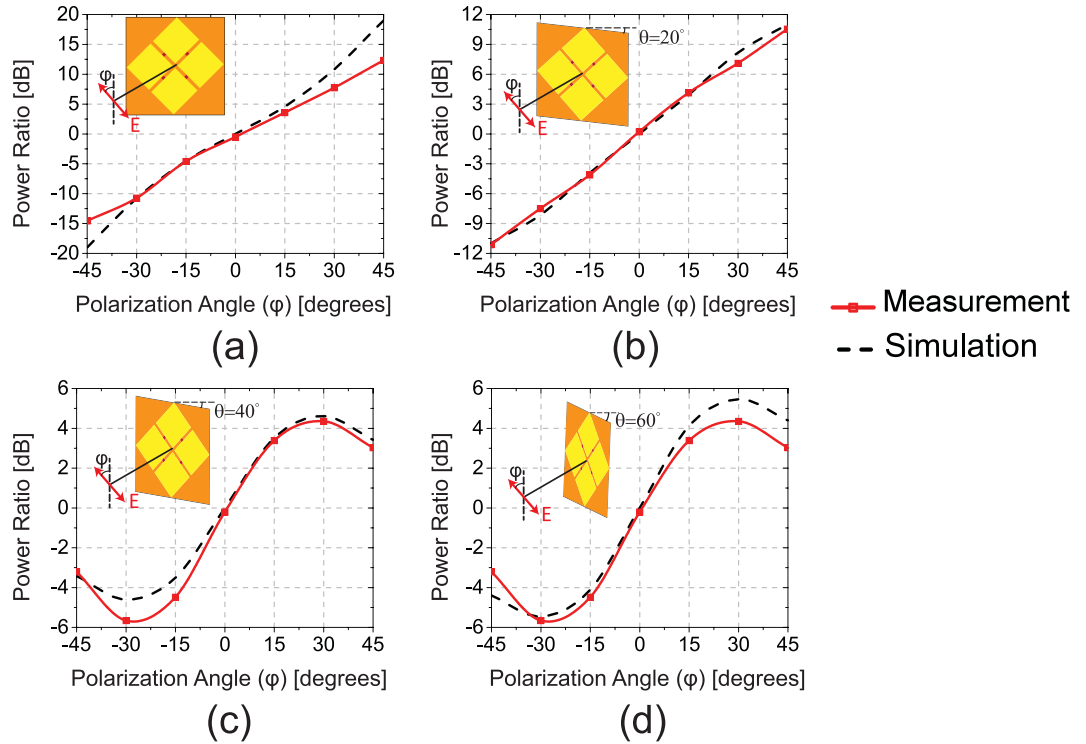 20
15
10
5
0
-5
-10
-15
-20
Power Ratio [dB]
φ
E
-45 -30 -15 0 15 30 45
Polarization Angle (φ) [degrees]
(a)
12
9
6
3
0
-3
-6
-9
-12
Power Ratio [dB]
θ=20°
φ
E
-45 -30 -15 0 15 30 45
Polarization Angle (φ) [degrees]
(b)
Measurement
Simulation
6
4
2
0
-2
-4
-6
Power Ratio [dB]
θ=40°
φ
E
-45 -30 -15 0 15 30 45
Polarization Angle (φ) [degrees]
(c)
6
4
2
0
-2
-4
-6
Power Ratio [dB]
θ=60°
φ
E
-45 -30 -15 0 15 30 45
Polarization Angle (φ) [degrees]
(d)